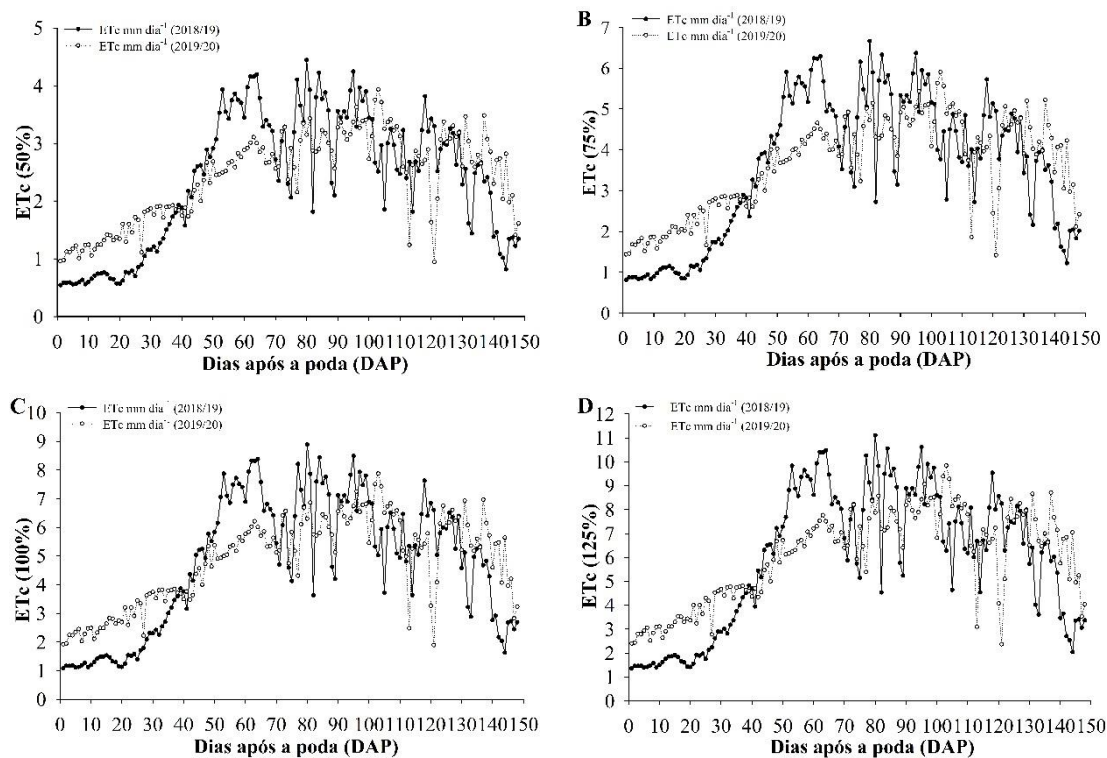 ETc mm dia⁻¹ (2018/19)
ETc mm dia⁻¹ (2019/20)
5
4
3
2
1
0
ETc (50%)
0 10 20 30 40 50 60 70 80 90 100 110 120 130 140 150
Dias após a poda (DAP)
B
ETc mm dia⁻¹ (2018/19)
ETc mm dia⁻¹ (2019/20)
7
6
5
4
3
2
1
0
ETc (75%)
0 10 20 30 40 50 60 70 80 90 100 110 120 130 140 150
Dias após a poda (DAP)
C
ETc mm dia⁻¹ (2018/19)
ETc mm dia⁻¹ (2019/20)
10
9
8
7
6
5
4
3
2
1
0
ETc (100%)
0 10 20 30 40 50 60 70 80 90 100 110 120 130 140 150
Dias após a poda (DAP)
D
ETc mm dia⁻¹ (2018/19)
ETc mm dia⁻¹ (2019/20)
12
11
10
9
8
7
6
5
4
3
2
1
0
ETc (125%)
0 10 20 30 40 50 60 70 80 90 100 110 120 130 140 150
Dias após a poda (DAP)